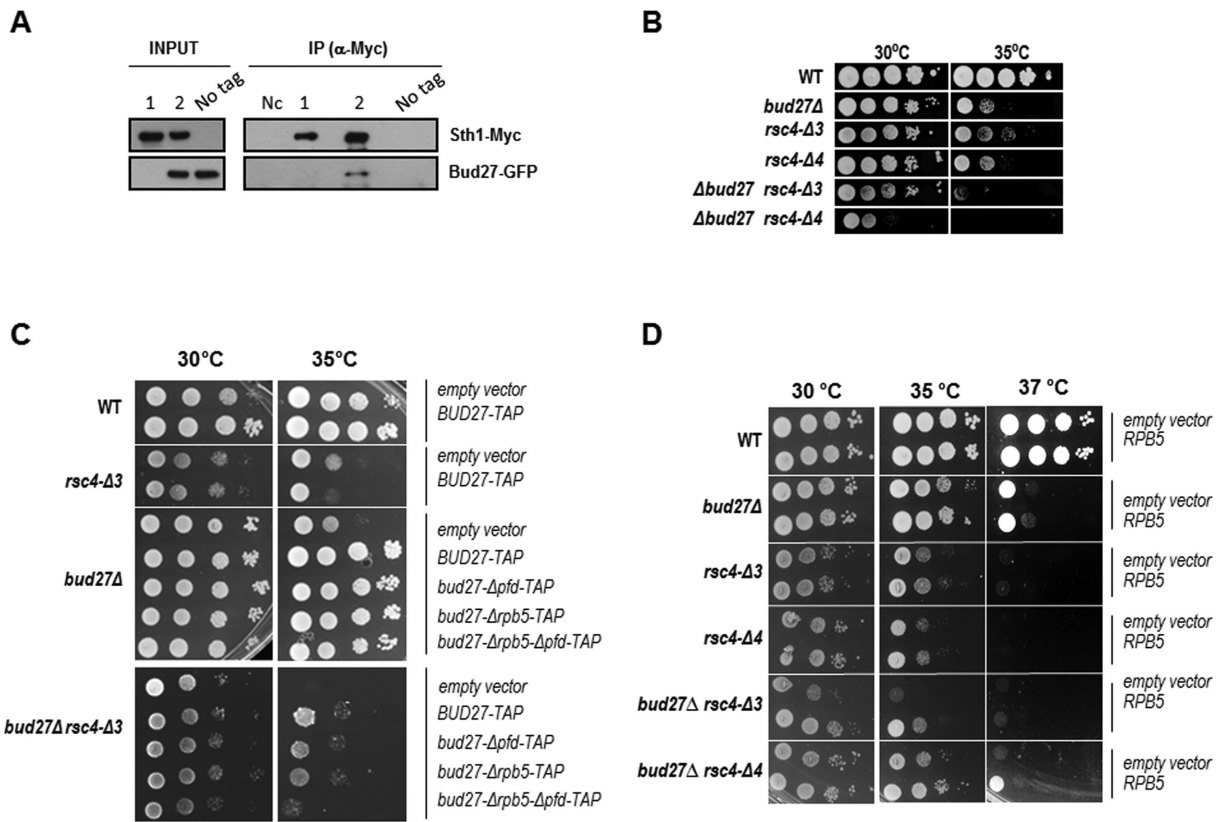 A
INPUT IP (α-Myc)
1 2 No tag Nc 1 2 No tag
Sth1-Myc
Bud27-GFP
B
30ºC 35ºC
WT
bud27Δ
rsc4-Δ3
rsc4-Δ4
Δbud27 rsc4-Δ3
Δbud27 rsc4-Δ4
C
30°C 35°C
WT
empty vector
BUD27-TAP
rsc4-Δ3
empty vector
BUD27-TAP
bud27Δ
empty vector
BUD27-TAP
bud27-Δpfd-TAP
bud27-Δrpb5-TAP
bud27-Δrpb5-Δpfd-TAP
bud27Δ rsc4-Δ3
empty vector
BUD27-TAP
bud27-Δpfd-TAP
bud27-Δrpb5-TAP
bud27-Δrpb5-Δpfd-TAP
D
30 °C 35 °C 37 °C
WT
empty vector
RPB5
bud27Δ
empty vector
RPB5
rsc4-Δ3
empty vector
RPB5
rsc4-Δ4
empty vector
RPB5
bud27Δ rsc4-Δ3
empty vector
RPB5
bud27Δ rsc4-Δ4
empty vector
RPB5